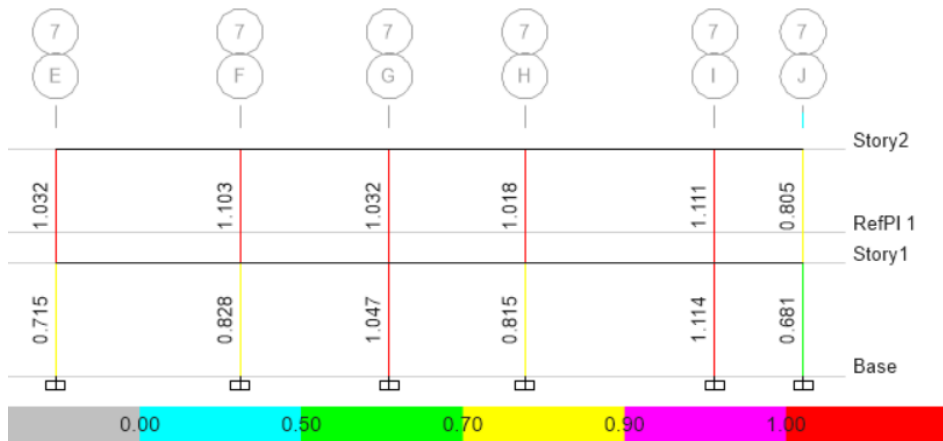 7 7 7 7 7 7
E F G H I J
Story2
1.032 1.103 1.032 1.018 1.111 0.805
RefPl 1
Story1
0.715 0.828 1.047 0.815 1.114 0.681
Base
0.00 0.50 0.70 0.90 1.00